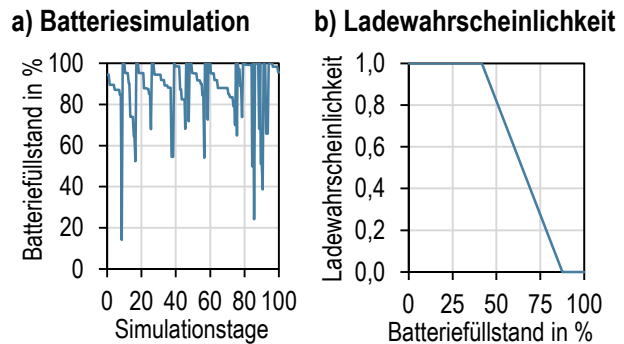 a) Batteriesimulation
b) Ladewahrscheinlichkeit
Batteriefüllstand in %
100
80
60
40
20
0
0 20 40 60 80 100
Simulationstage
Ladewahrscheinlichkeit
1,0
0,8
0,6
0,4
0,2
0,0
0 25 50 75 100
Batteriefüllstand in %